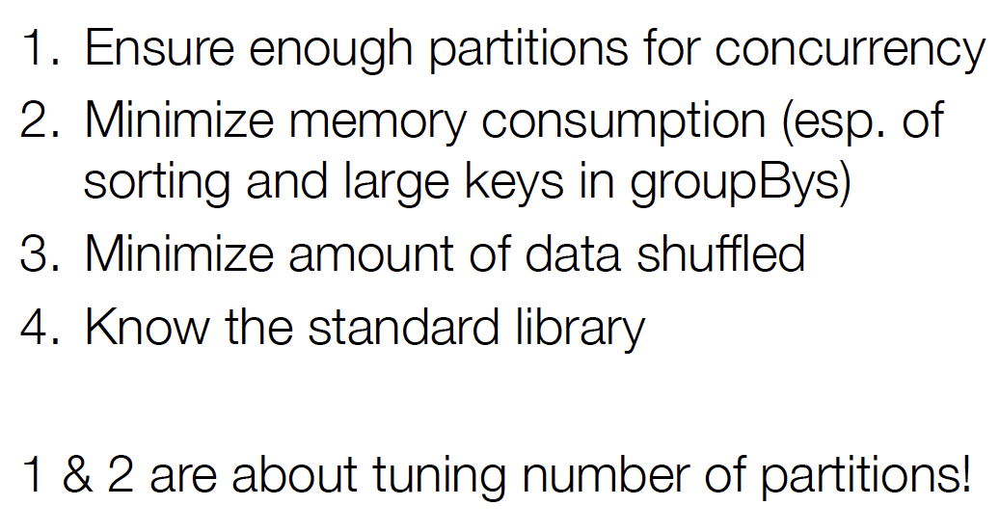 1. Ensure enough partitions for concurrency
2. Minimize memory consumption (esp. of
sorting and large keys in groupBys)
3. Minimize amount of data shuffled
4. Know the standard library
1 & 2 are about tuning number of partitions!